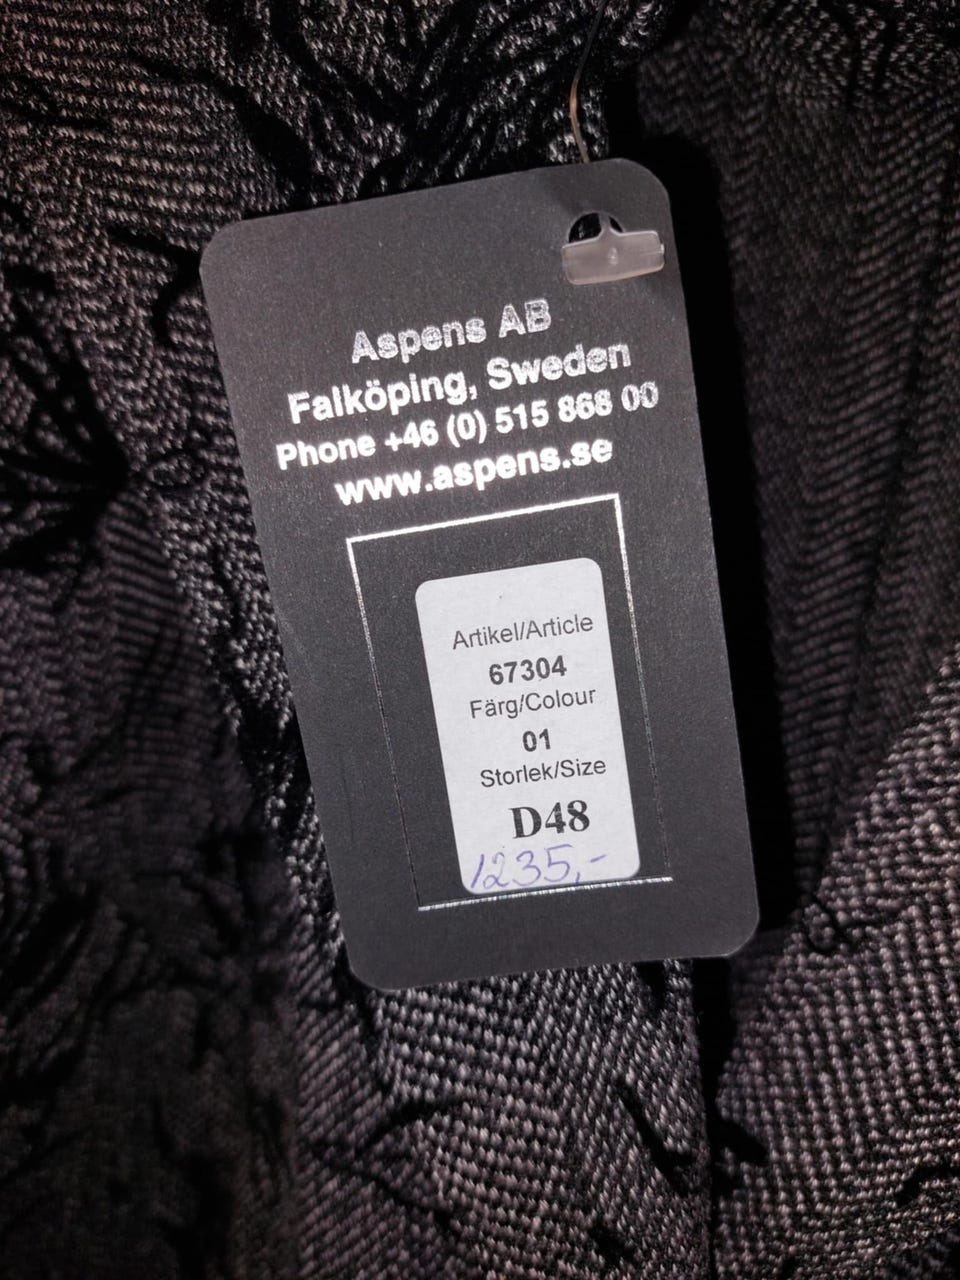 Aspens AB
Falköping, Sweden
Phone +46 (0) 515 868 00
www.aspens.se
Artikel/Article
67304
Färg/Colour
01
Storlek/Size
D48
1235,-